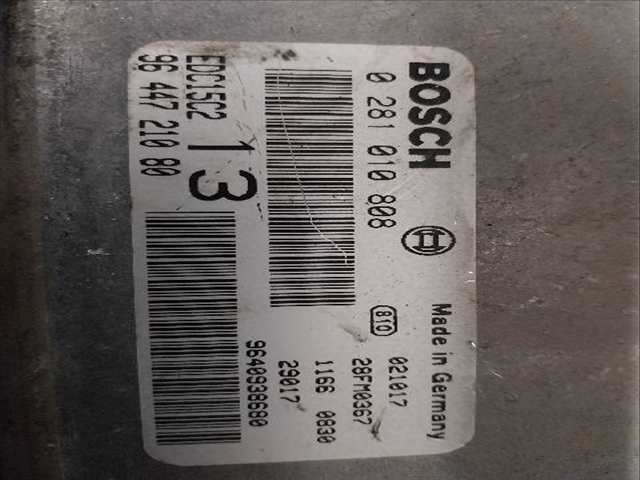 BOSCH
0 281 010 808
EDC15C2
96 447 210 80
13
Made in Germany
810
021017
28FM0367
1166 0830
29017
9640938680